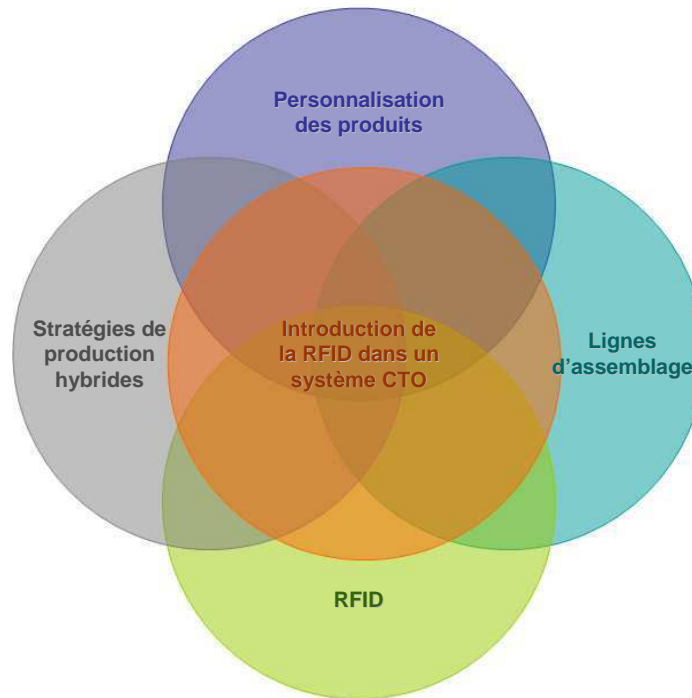 Personnalisation
des produits
Stratégies de
production
hybrides
Introduction de
la RFID dans un
système CTO
Lignes
d'assemblage
RFID